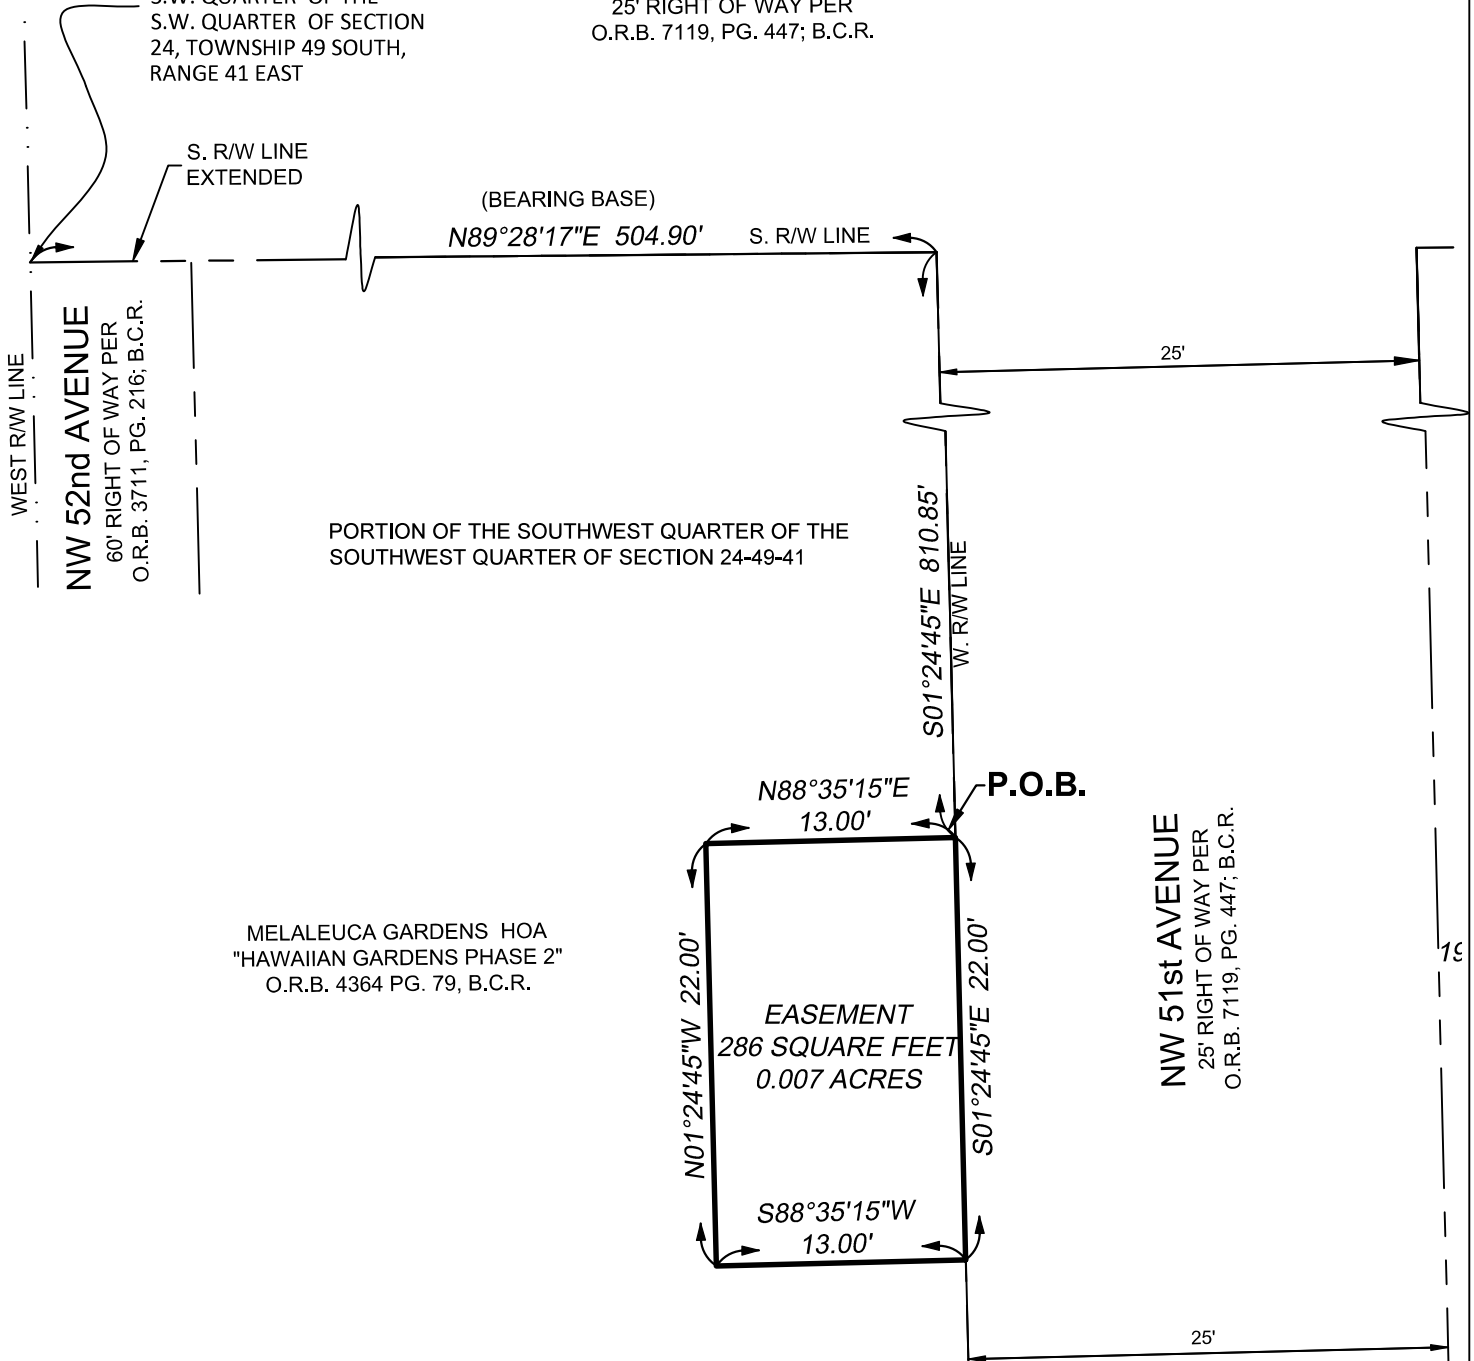 S.W. QUARTER OF THE
S.W. QUARTER OF SECTION
24, TOWNSHIP 49 SOUTH,
RANGE 41 EAST
25' RIGHT OF WAY PER
O.R.B. 7119, PG. 447; B.C.R.
S. R/W LINE
EXTENDED
(BEARING BASE)
N89°28'17"E 504.90'
S. R/W LINE
WEST R/W LINE
NW 52nd AVENUE
60' RIGHT OF WAY PER
O.R.B. 3711, PG. 216; B.C.R.
25'
PORTION OF THE SOUTHWEST QUARTER OF THE
SOUTHWEST QUARTER OF SECTION 24-49-41
S01°24'45"E 810.85'
W. R/W LINE
P.O.B.
N88°35'15"E
13.00'
MELALEUCA GARDENS HOA
"HAWAIIAN GARDENS PHASE 2"
O.R.B. 4364 PG. 79, B.C.R.
N01°24'45"W 22.00'
EASEMENT
286 SQUARE FEET
0.007 ACRES
S01°24'45"E 22.00'
S88°35'15"W
13.00'
NW 51st AVENUE
25' RIGHT OF WAY PER
O.R.B. 7119, PG. 447; B.C.R.
25'